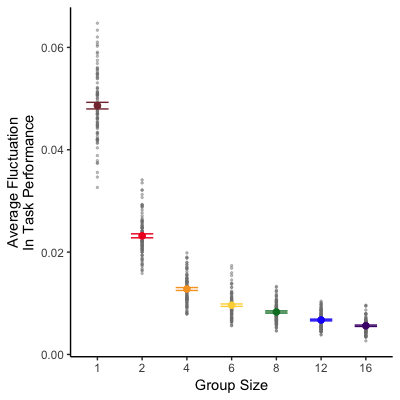 Average Fluctuation
In Task Performance
0.06
0.04
0.02
0.00
1 2 4 6 8 12 16
Group Size